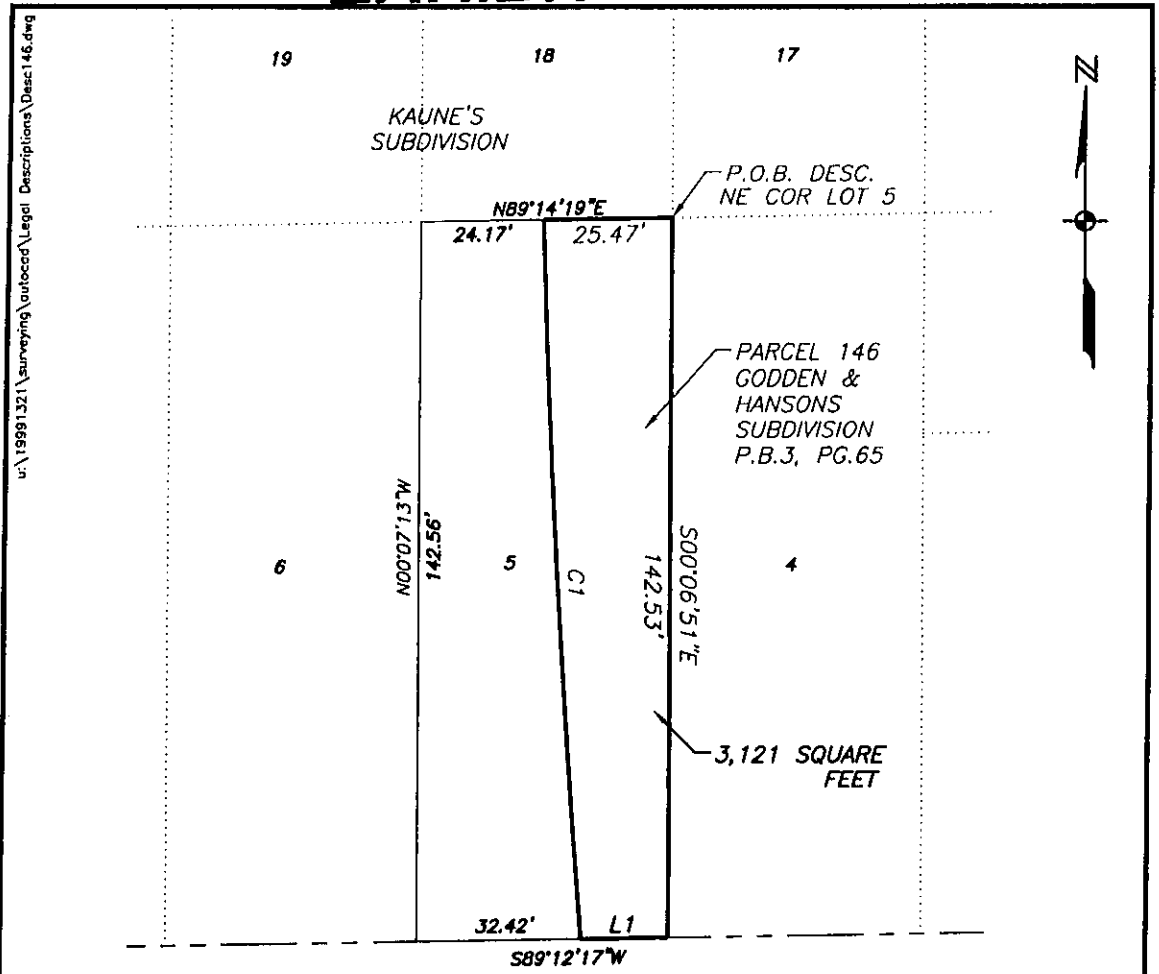 u:\19991321\surveying\autocad\Legal Descriptions\Desc146.dwg
19
18
17
KAUNE'S
SUBDIVISION
N
P.O.B. DESC.
NE COR LOT 5
N89°14'19"E
24.17'
25.47'
PARCEL 146
GODDEN &
HANSONS
SUBDIVISION
P.B.3, PG.65
N00°07'13"W
142.56'
6
5
C1
142.53'
S00°06'51"E
4
3,121 SQUARE
FEET
32.42'
L1
S89°12'17"W